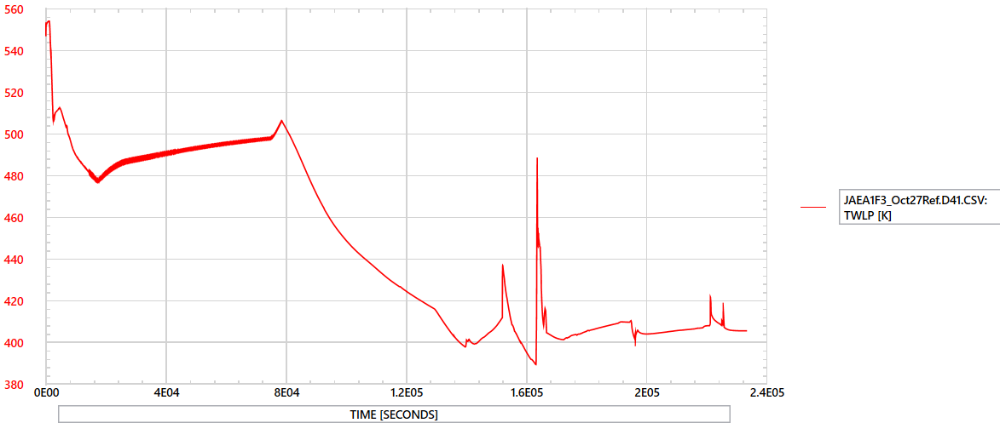 560
540
520
500
480
460
440
420
400
380
0E00 4E04 8E04 1.2E05 1.6E05 2E05 2.4E05
TIME [SECONDS]
JAEA1F3_Oct27Ref.D41.CSV:
TWLP [K]